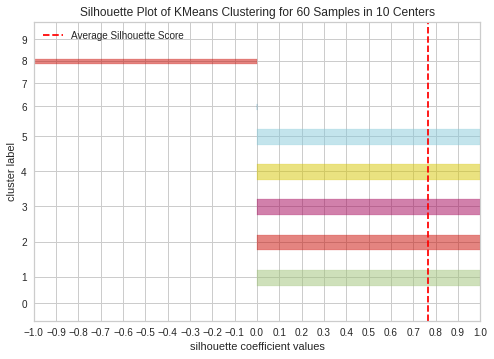 Silhouette Plot of KMeans Clustering for 60 Samples in 10 Centers
Average Silhouette Score
9
8
7
6
5
4
3
2
1
0
cluster label
−1.0 −0.9 −0.8 −0.7 −0.6 −0.5 −0.4 −0.3 −0.2 −0.1 0.0 0.1 0.2 0.3 0.4 0.5 0.6 0.7 0.8 0.9 1.0
silhouette coefficient values